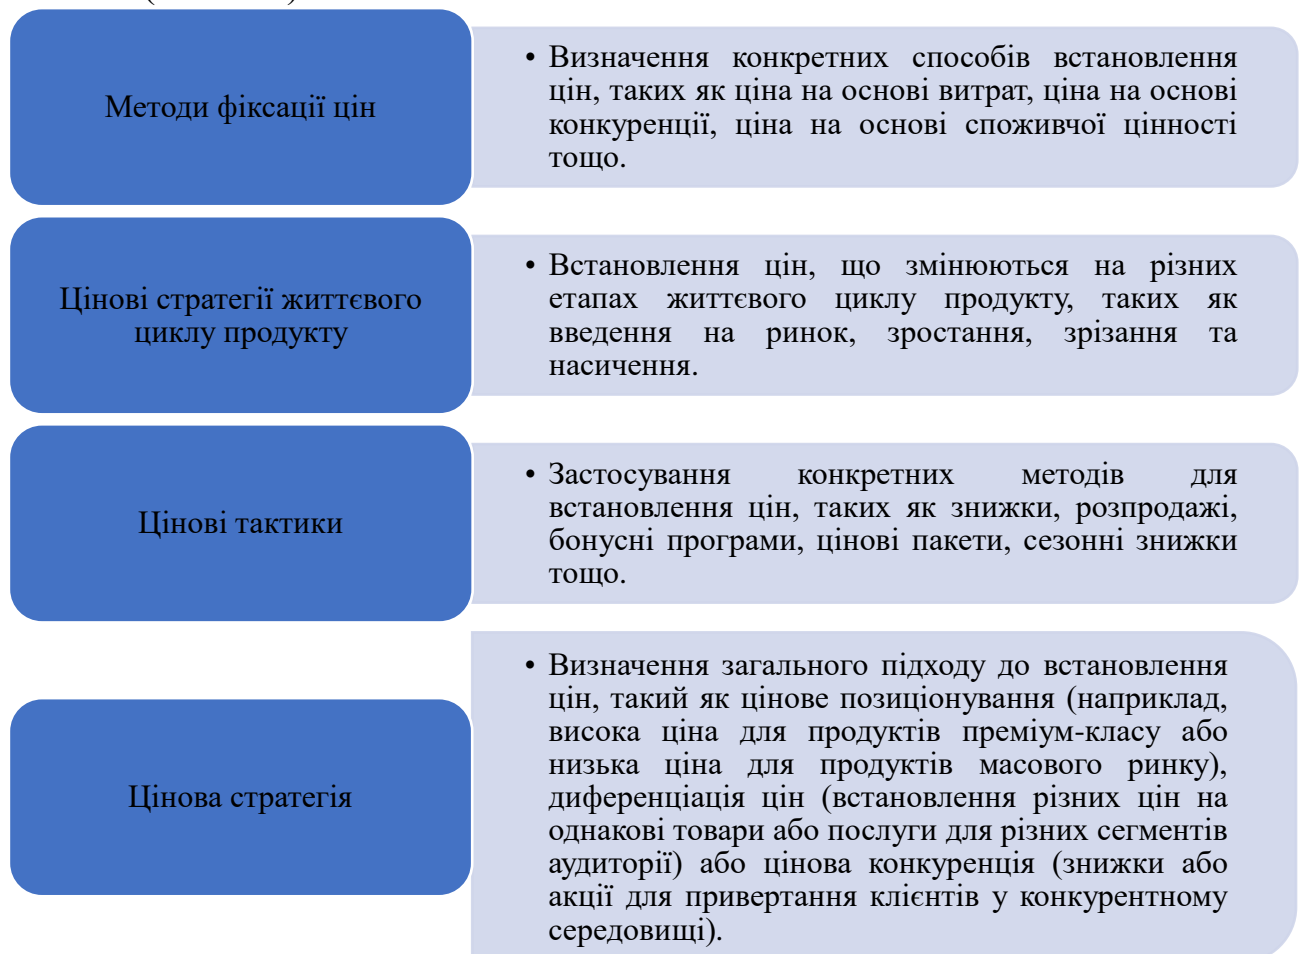 Методи фіксації цін
• Визначення конкретних способів встановлення
цін, таких як ціна на основі витрат, ціна на основі
конкуренції, ціна на основі споживчої цінності
тощо.
Цінові стратегії життєвого
циклу продукту
• Встановлення цін, що змінюються на різних
етапах життєвого циклу продукту, таких як
введення на ринок, зростання, зрізання та
насичення.
Цінові тактики
• Застосування конкретних методів для
встановлення цін, таких як знижки, розпродажі,
бонусні програми, цінові пакети, сезонні знижки
тощо.
Цінова стратегія
• Визначення загального підходу до встановлення
цін, такий як цінове позиціонування (наприклад,
висока ціна для продуктів преміум-класу або
низька ціна для продуктів масового ринку),
диференціація цін (встановлення різних цін на
однакові товари або послуги для різних сегментів
аудиторії) або цінова конкуренція (знижки або
акції для привертання клієнтів у конкурентному
середовищі).